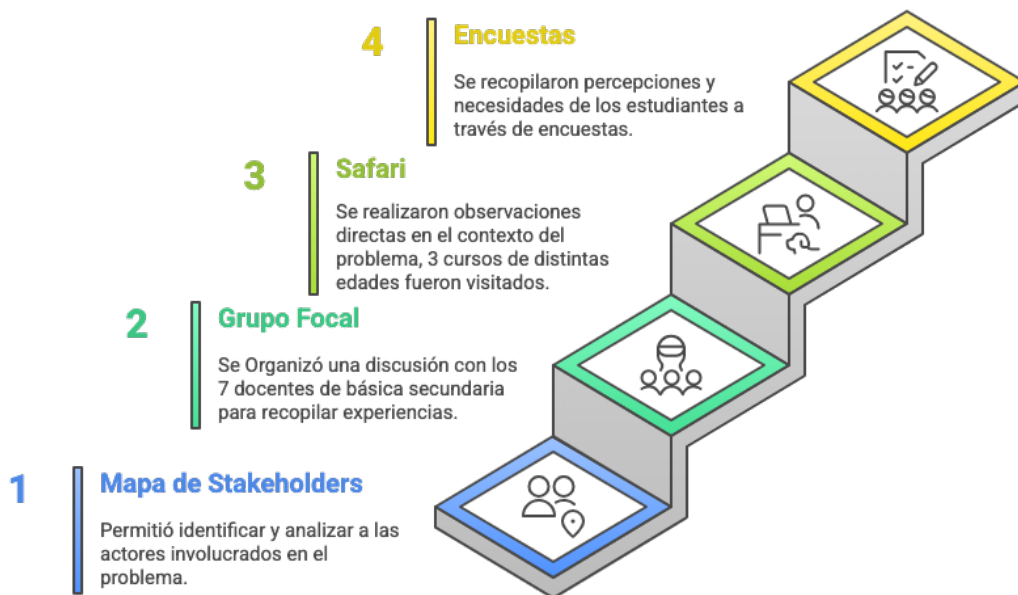 4
Encuestas
Se recopilaron percepciones y
necesidades de los estudiantes a
través de encuestas.
3
Safari
Se realizaron observaciones
directas en el contexto del
problema, 3 cursos de distintas
edades fueron visitados.
2
Grupo Focal
Se Organizó una discusión con los
7 docentes de básica secundaria
para recopilar experiencias.
1
Mapa de Stakeholders
Permitió identificar y analizar a las
actores involucrados en el
problema.